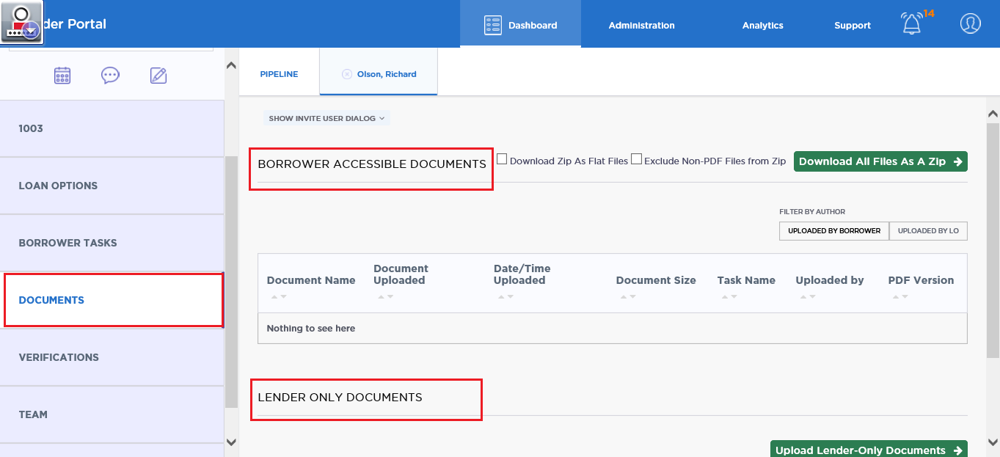 der Portal
Dashboard
Administration
Analytics
Support
14
PIPELINE
Olson, Richard
1003
LOAN OPTIONS
BORROWER TASKS
DOCUMENTS
VERIFICATIONS
TEAM
SHOW INVITE USER DIALOG
BORROWER ACCESSIBLE DOCUMENTS
Download Zip As Flat Files
Exclude Non-PDF Files from Zip
Download All Files As A Zip
FILTER BY AUTHOR
UPLOADED BY BORROWER
UPLOADED BY LO
Document Name
Document
Uploaded
Date/Time
Uploaded
Document Size
Task Name
Uploaded by
PDF Version
Nothing to see here
LENDER ONLY DOCUMENTS
Upload Lender-Only Documents